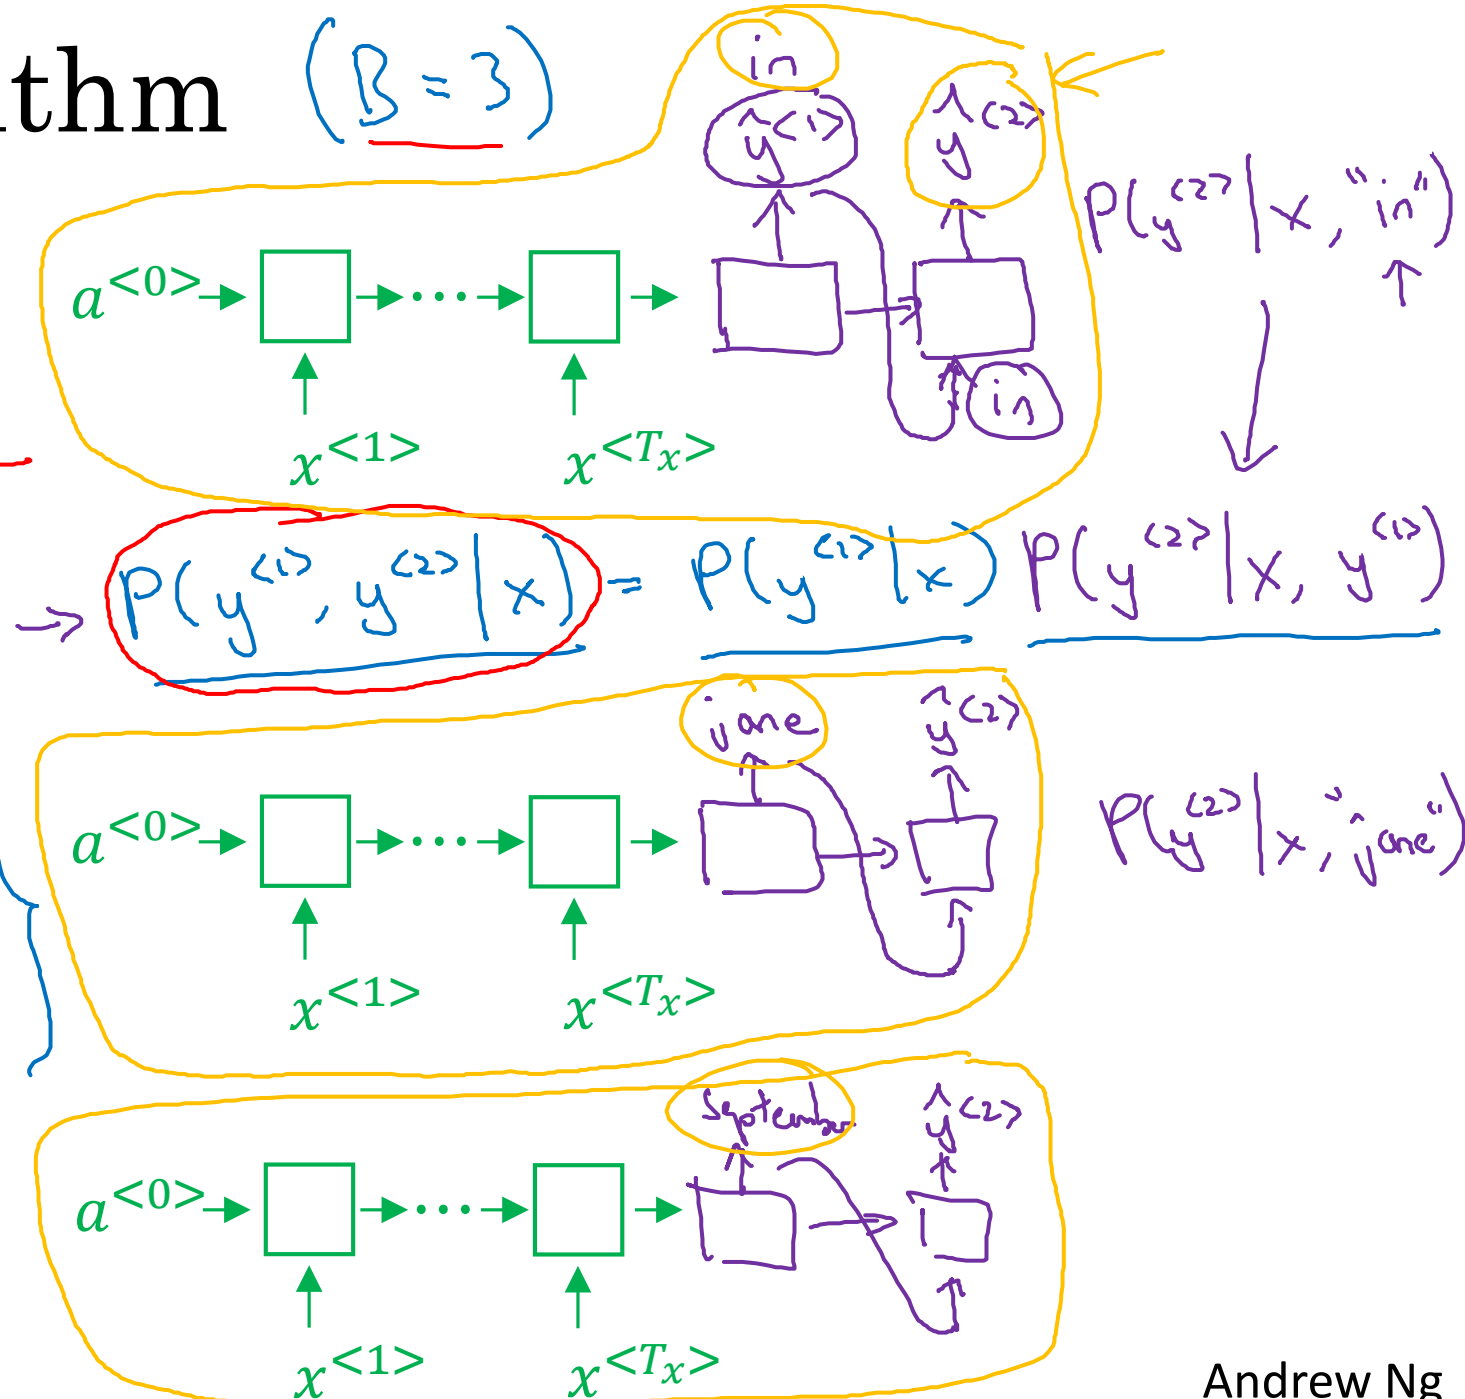 ithm (B = 3)
in
ŷ<1> ŷ<2>
P(y<2> | x, "in")
a<0> ...
in
x<1> x<Tx>
P(y<1>, y<2> | x) = P(y<1> | x) P(y<2> | x, y<1>)
jane ŷ<2>
a<0> ...
P(y<2> | x, "jane")
x<1> x<Tx>
September ŷ<2>
a<0> ...
x<1> x<Tx>
Andrew Ng